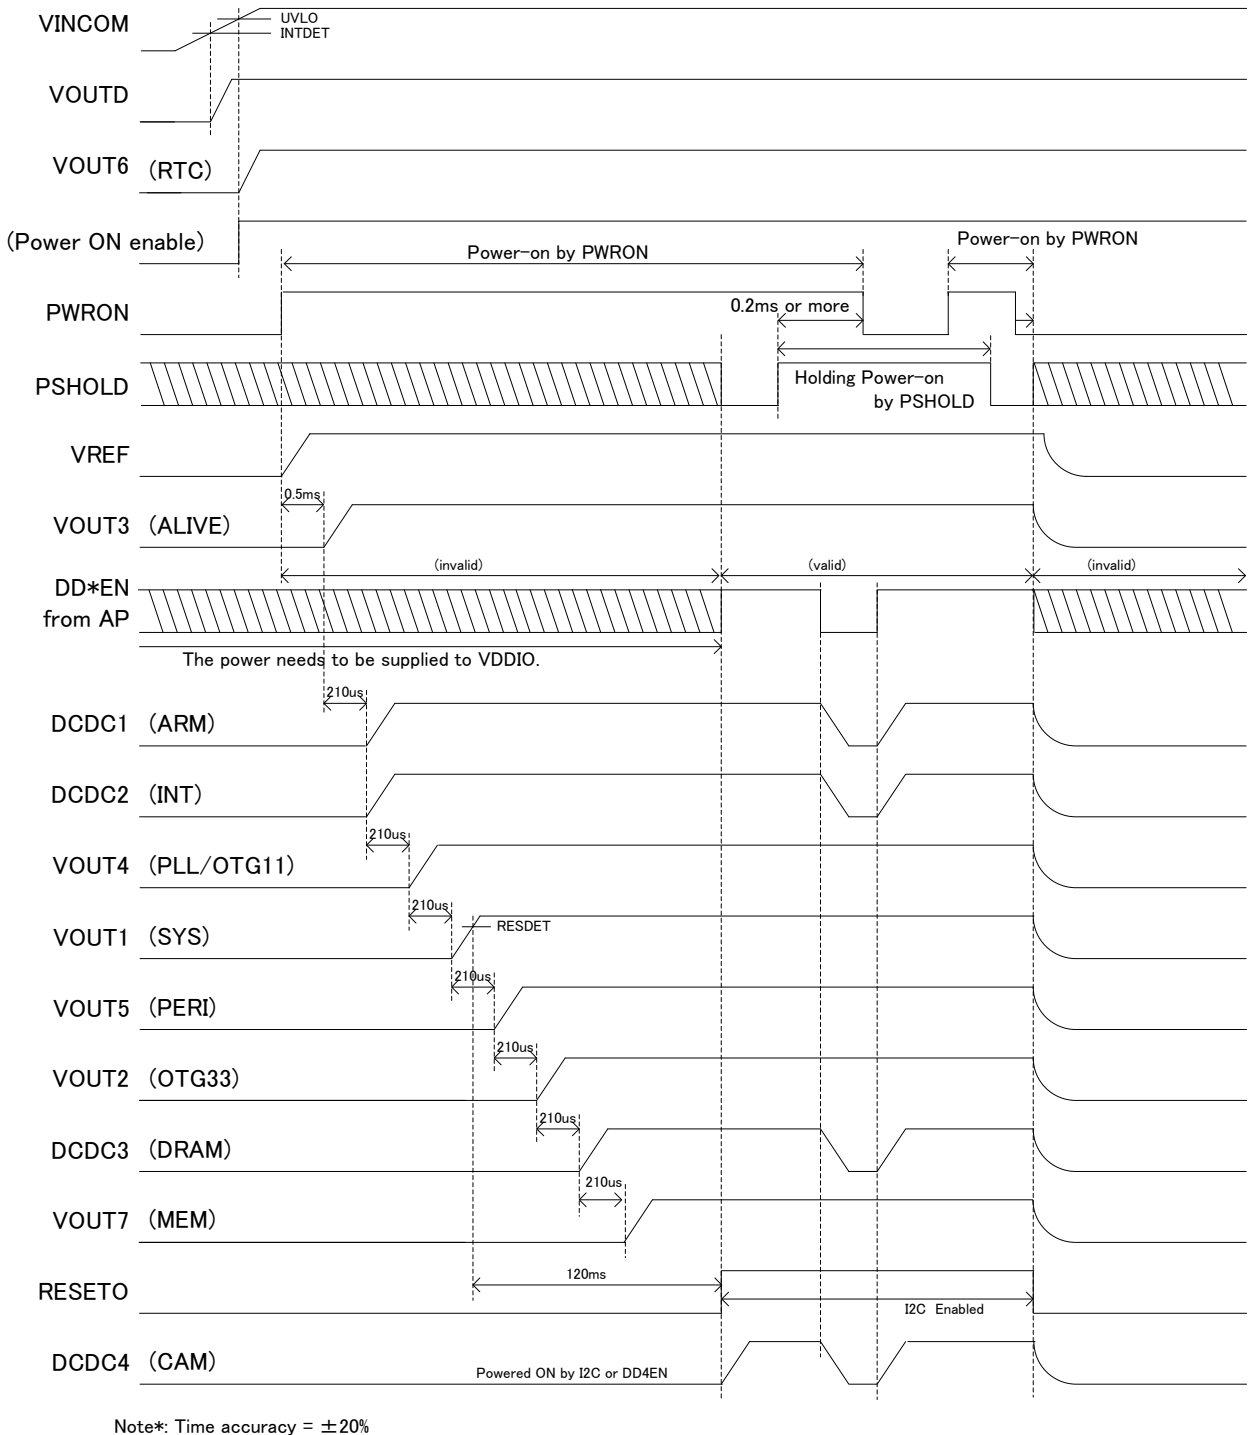 UVLO
VINCOM
INTDET
VOUTD
VOUT6 (RTC)
(Power ON enable)
Power-on by PWRON
Power-on by PWRON
PWRON
0.2ms or more
PSHOLD
Holding Power-on
by PSHOLD
VREF
0.5ms
VOUT3 (ALIVE)
(invalid)
(valid)
(invalid)
DD*EN
from AP
The power needs to be supplied to VDDIO.
210us
DCDC1 (ARM)
DCDC2 (INT)
210us
VOUT4 (PLL/OTG11)
210us
VOUT1 (SYS)
RESDET
210us
VOUT5 (PERI)
210us
VOUT2 (OTG33)
210us
DCDC3 (DRAM)
210us
VOUT7 (MEM)
120ms
RESETO
I2C Enabled
DCDC4 (CAM)
Powered ON by I2C or DD4EN
Note*: Time accuracy = ±20%